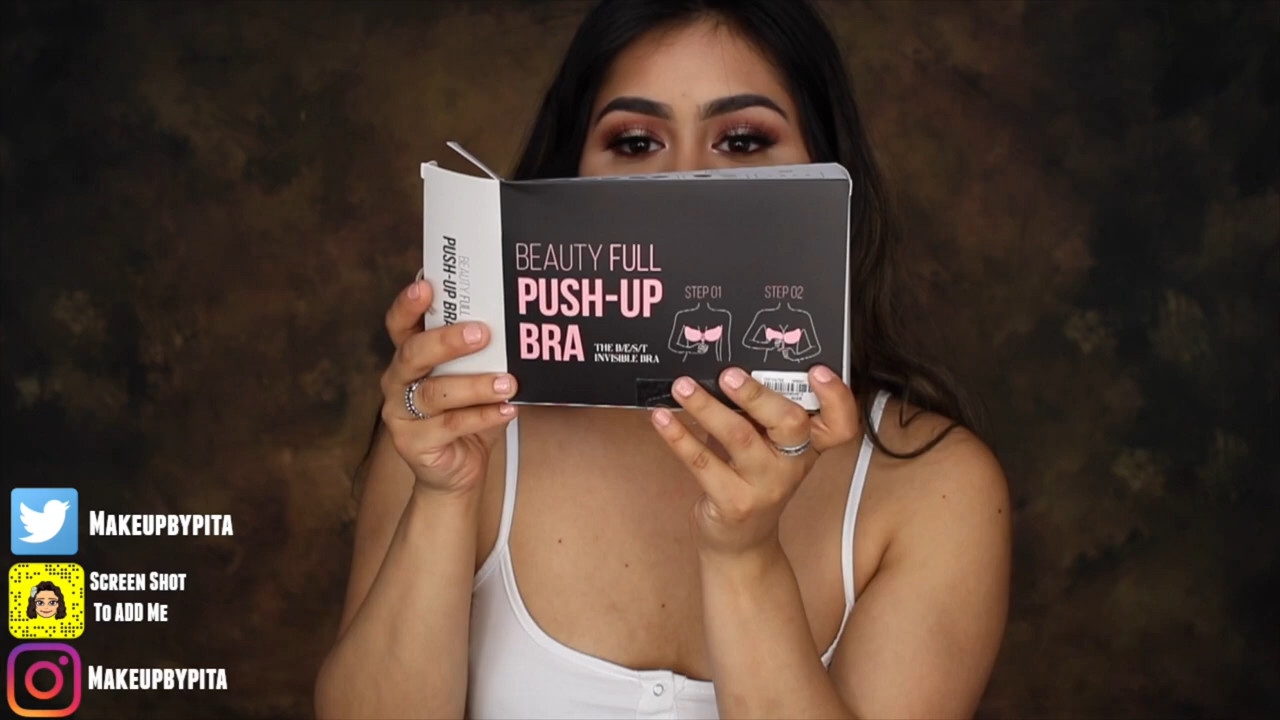 BEAUTY FULL
PUSH-UP BRA
BEAUTY FULL
PUSH-UP
BRA
THE B/E/S/T
INVISIBLE BRA
STEP 01
STEP 02
MAKEUPBYPITA
SCREEN SHOT
TO ADD ME
MAKEUPBYPITA